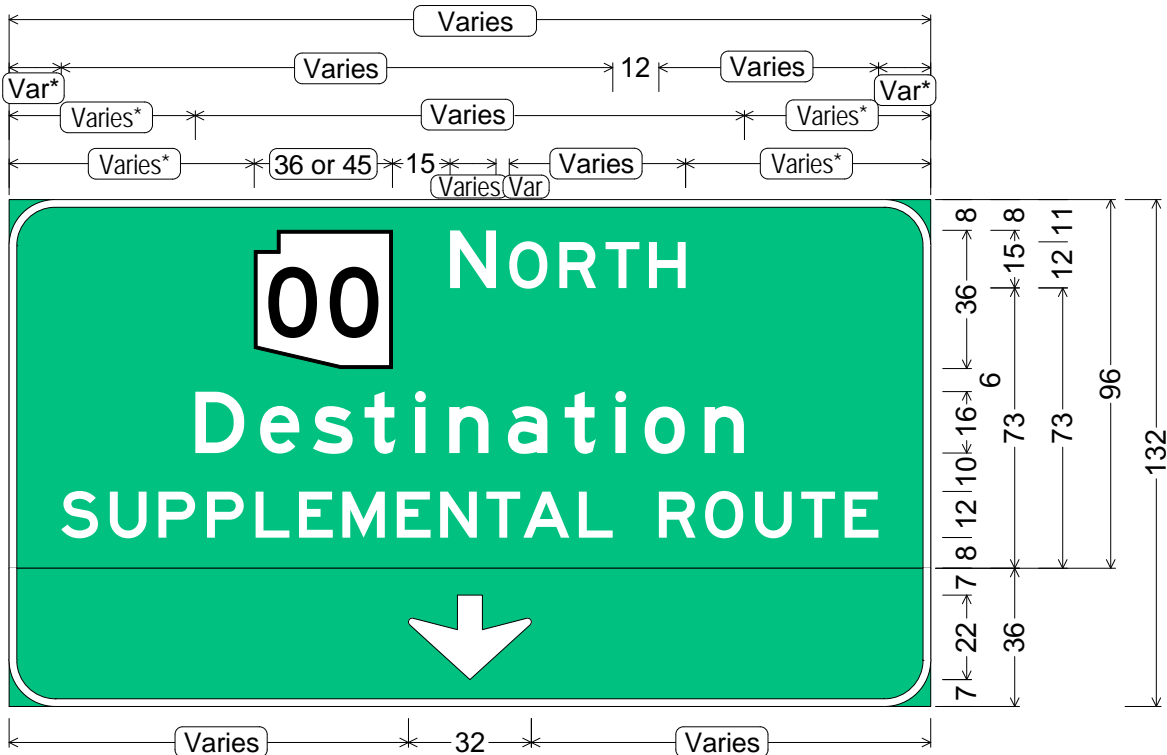 Varies
Varies 12 Varies
Var* Var*
Varies* Varies Varies*
Varies* 36 or 45 15 Varies Varies*
Varies Var
00 NORTH
Destination
SUPPLEMENTAL ROUTE
8 8 11
15 12
36
6
16 73 73 96
10
12
8
132
7
22 36
7
Varies 32 Varies